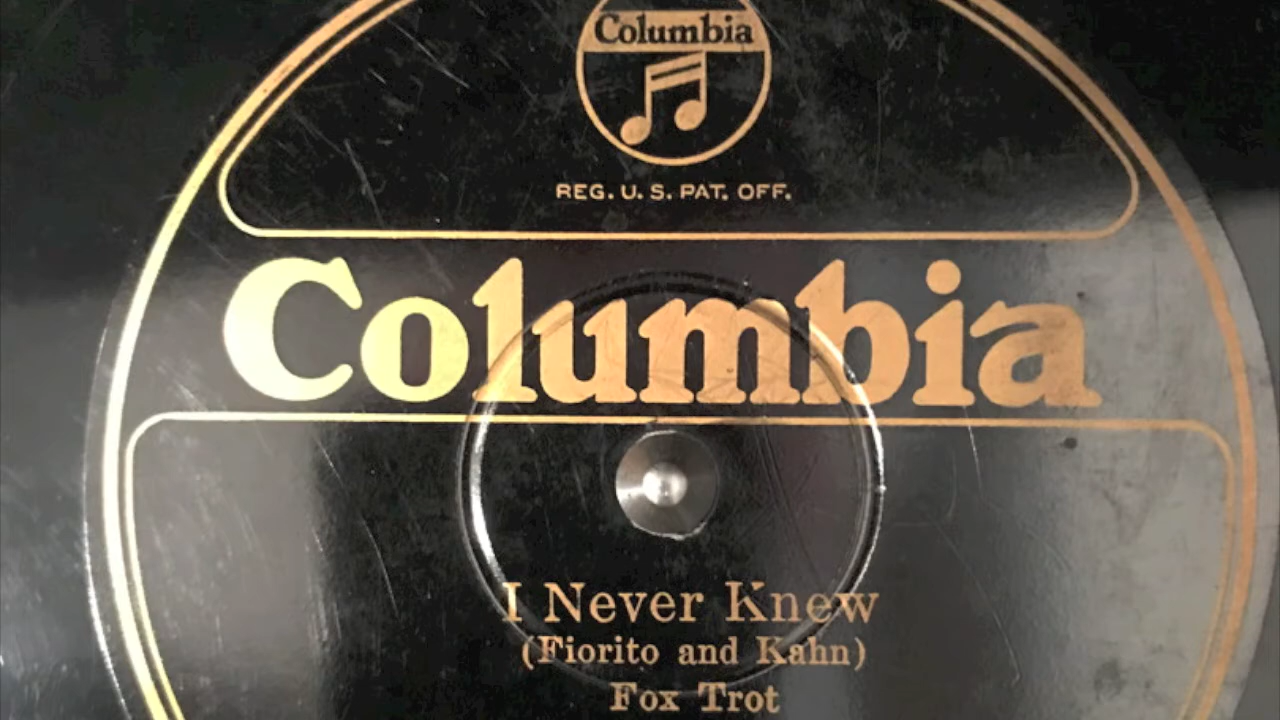 Columbia
REG. U. S. PAT. OFF.
Columbia
I Never Knew
(Fiorito and Kahn)
Fox Trot